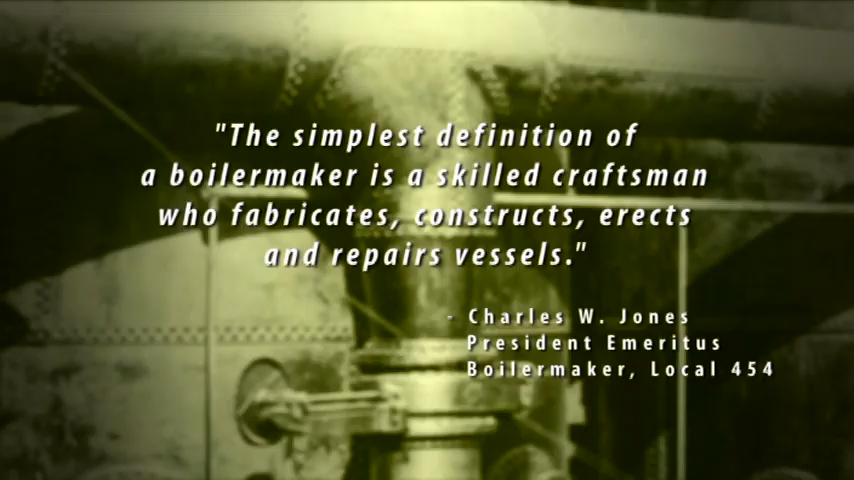 "The simplest definition of
a boilermaker is a skilled craftsman
who fabricates, constructs, erects
and repairs vessels."
- Charles W. Jones
President Emeritus
Boilermaker, Local 454